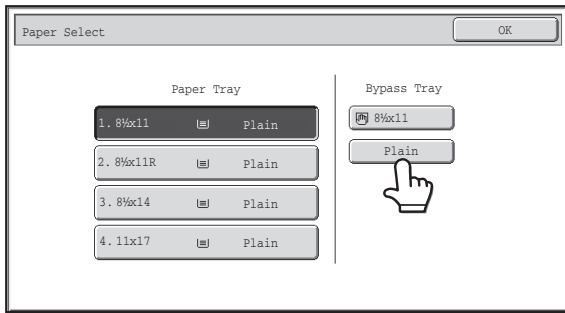 Paper Select
OK
Paper Tray
1. 8½x11 Plain
2. 8½x11R Plain
3. 8½x14 Plain
4. 11x17 Plain
Bypass Tray
8½x11
Plain